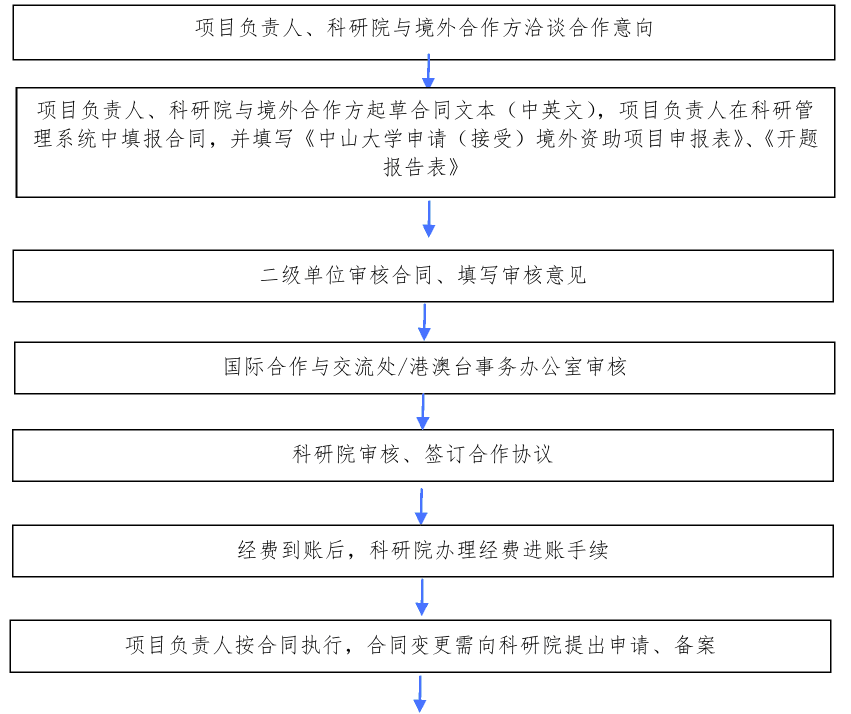 项目负责人、科研院与境外合作方洽谈合作意向
项目负责人、科研院与境外合作方起草合同文本（中英文），项目负责人在科研管
理系统中填报合同，并填写《中山大学申请（接受）境外资助项目申报表》、《开题
报告表》
二级单位审核合同、填写审核意见
国际合作与交流处/港澳台事务办公室审核
科研院审核、签订合作协议
经费到账后，科研院办理经费进账手续
项目负责人按合同执行，合同变更需向科研院提出申请、备案